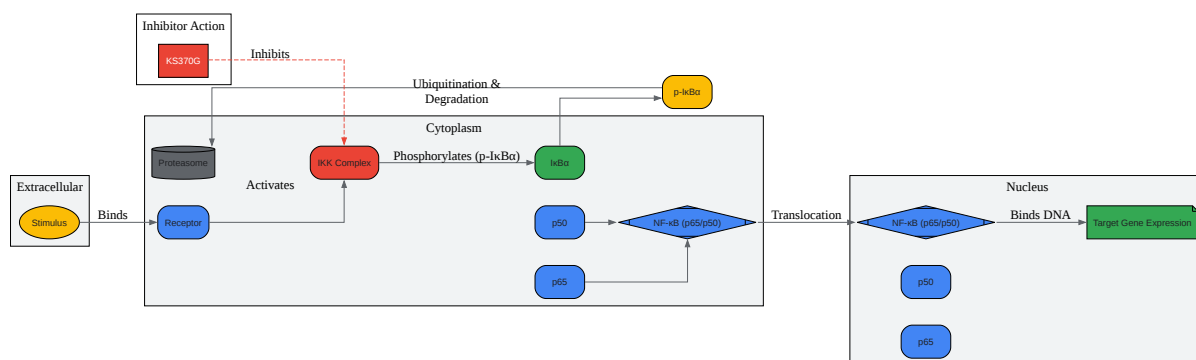 Inhibitor Action
KS370G
Inhibits
Ubiquitination &
Degradation
p-IκBα
Cytoplasm
Proteasome
IKK Complex
Phosphorylates (p-IκBα)
IκBα
Activates
Extracellular
Stimulus
Binds
Receptor
p50
NF-κB (p65/p50)
Translocation
p65
Nucleus
NF-κB (p65/p50)
Binds DNA
Target Gene Expression
p50
p65